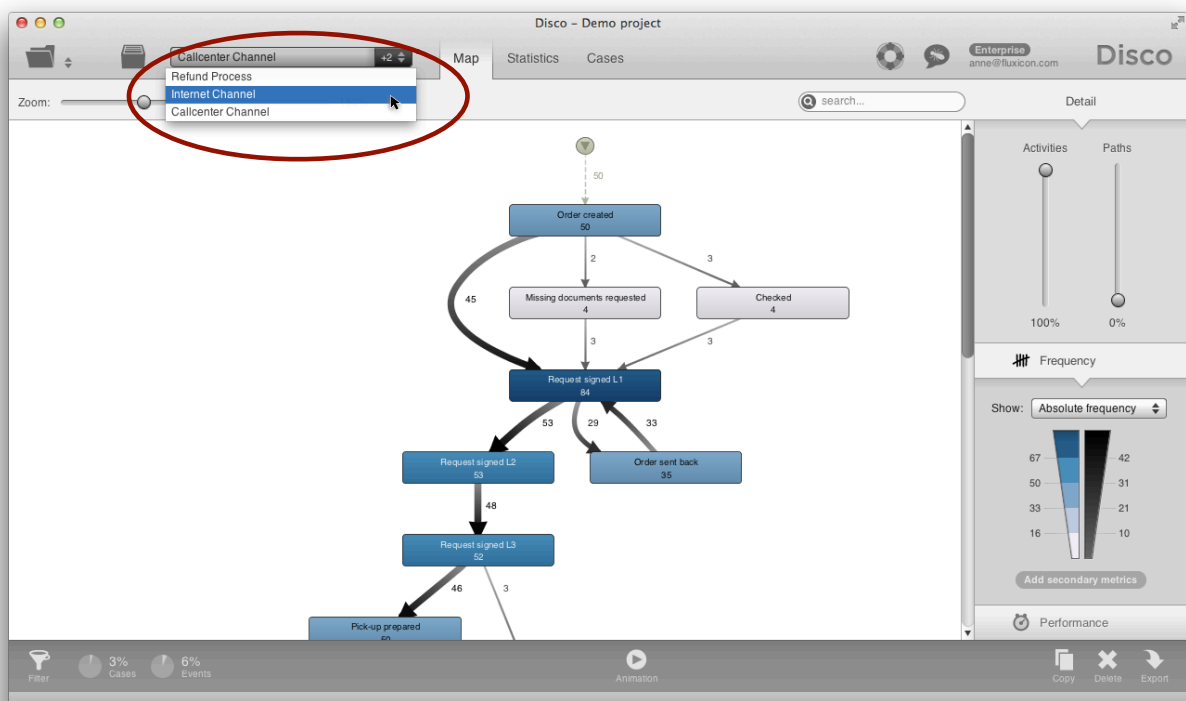 Disco – Demo project
Callcenter Channel
+2
Map
Statistics
Cases
Enterprise
anne@fluxicon.com
Disco
Refund Process
Internet Channel
Callcenter Channel
Zoom:
search...
Detail
Activities
Paths
100%
0%
50
Order created
50
45
2
3
Missing documents requested
4
Checked
4
3
3
Request signed L1
84
53
29
33
Request signed L2
53
Order sent back
35
48
Request signed L3
52
46
3
Pick-up prepared
50
Frequency
Show:
Absolute frequency
67
42
50
31
33
21
16
10
Add secondary metrics
Performance
Filter
3%
Cases
6%
Events
Animation
Copy
Delete
Export